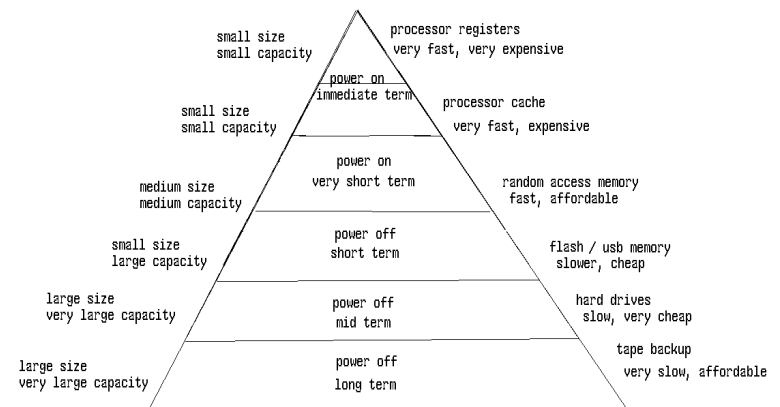 small size
small capacity
processor registers
very fast, very expensive
power on
immediate term
small size
small capacity
processor cache
very fast, expensive
power on
very short term
medium size
medium capacity
random access memory
fast, affordable
power off
short term
small size
large capacity
flash / usb memory
slower, cheap
power off
mid term
large size
very large capacity
hard drives
slow, very cheap
power off
long term
large size
very large capacity
tape backup
very slow, affordable